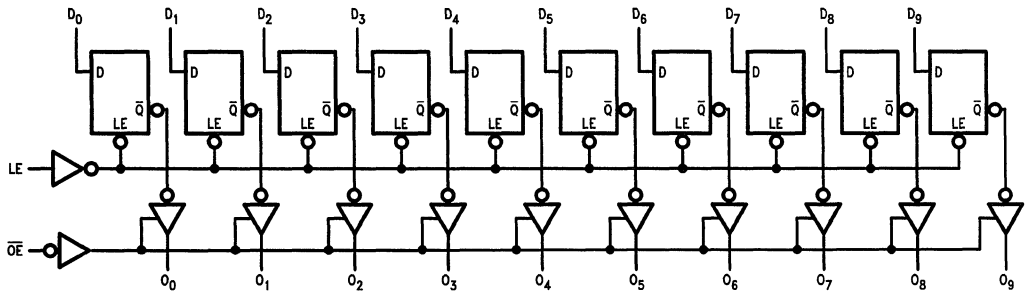 D₀ D₁ D₂ D₃ D₄ D₅ D₆ D₇ D₈ D₉
D D D D D D D D D D
Q̅ Q̅ Q̅ Q̅ Q̅ Q̅ Q̅ Q̅ Q̅ Q̅
LE LE LE LE LE LE LE LE LE LE
LE
O̅E̅
O₀ O₁ O₂ O₃ O₄ O₅ O₆ O₇ O₈ O₉